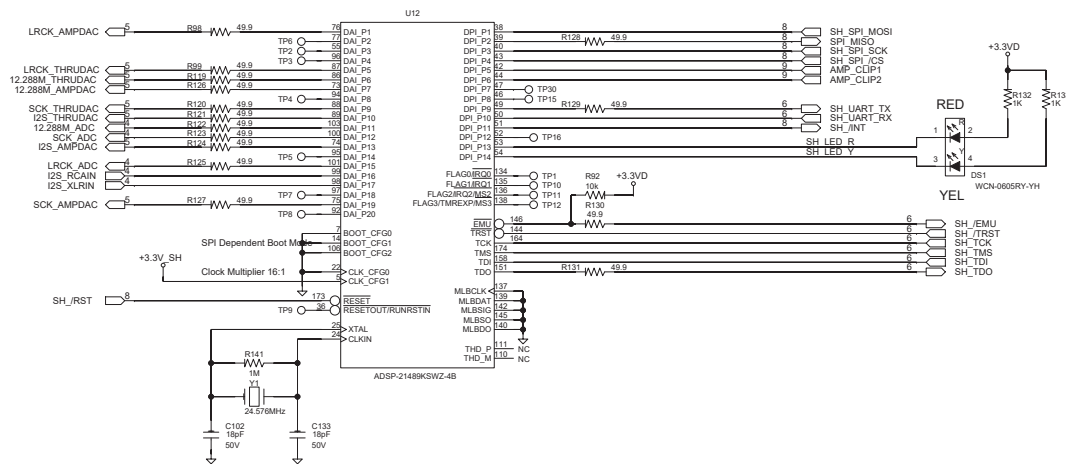 U12
LRCK_AMPDAC 5 R98 49.9 76 DAI_P1
TP6 77 DAI_P2
TP2 55 DAI_P3
TP3 96 DAI_P4
LRCK_THRUDAC 5 R99 49.9 87 DAI_P5
12.288M_THRUDAC 5 R119 49.9 86 DAI_P6
12.288M_AMPDAC 5 R126 49.9 73 DAI_P7
TP4 94 DAI_P8
SCK_THRUDAC 5 R120 49.9 88 DAI_P9
I2S_THRUDAC 5 R121 49.9 89 DAI_P10
12.288M_ADC 4 R122 49.9 103 DAI_P11
SCK_ADC 4 R123 49.9 100 DAI_P12
I2S_AMPDAC 5 R124 49.9 74 DAI_P13
TP5 95 DAI_P14
LRCK_ADC 4 R125 49.9 101 DAI_P15
I2S_RCAIN 4 99 DAI_P16
I2S_XLRIN 4 98 DAI_P17
TP7 97 DAI_P18
SCK_AMPDAC 5 R127 49.9 75 DAI_P19
TP8 92 DAI_P20
7 BOOT_CFG0
SPI Dependent Boot Mode 14 BOOT_CFG1
106 BOOT_CFG2
+3.3V_SH
Clock Multiplier 16:1 22 CLK_CFG0
5 CLK_CFG1
SH_/RST 8 173 RESET
TP9 36 RESETOUT/RUNRSTIN
25 XTAL
24 CLKIN
R141
1M
Y1
24.576MHz
C102
18pF
50V
C133
18pF
50V
DPI_P1 38 8 SH_SPI_MOSI
DPI_P2 39 R128 49.9 8 SPI_MISO
DPI_P3 40 8 SH_SPI_SCK
DPI_P4 43 8 SH_SPI_/CS
DPI_P5 42 9 AMP_CLIP1
DPI_P6 44 9 AMP_CLIP2
DPI_P7 47 TP30
DPI_P8 46 TP15
DPI_P9 49 R129 49.9 6 SH_UART_TX
DPI_P10 50 6 SH_UART_RX
DPI_P11 51 8 SH_/INT
DPI_P12 52 TP16
DPI_P13 53 SH_LED_R
DPI_P14 54 SH_LED_Y
FLAG0/IRQ0 134 TP1
FLAG1/IRQ1 135 TP10
FLAG2/IRQ2/MS2 136 TP11
FLAG3/TMREXP/MS3 138 TP12
R92
10k
+3.3VD
R130
49.9
EMU 146 6 SH_/EMU
TRST 144 6 SH_/TRST
TCK 164 6 SH_TCK
TMS 174 6 SH_TMS
TDI 158 6 SH_TDI
TDO 151 R131 49.9 6 SH_TDO
MLBCLK 137
MLBDAT 139
MLBSIG 142
MLBSO 145
MLBDO 140
THD_P 111 NC
THD_M 110 NC
ADSP-21489KSWZ-4B
+3.3VD
R132
1K
R13
1K
RED
1 R 2
3 Y 4
YEL
DS1
WCN-0605RY-YH